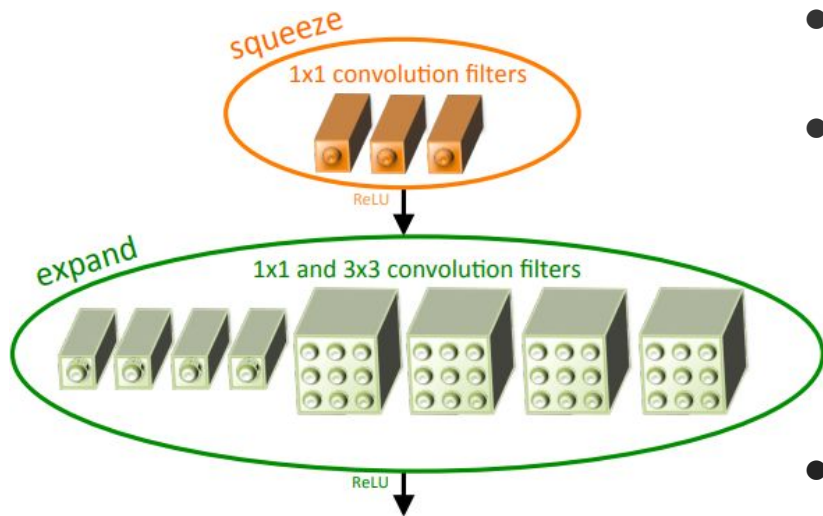 squeeze
1x1 convolution filters
ReLU
expand
1x1 and 3x3 convolution filters
ReLU